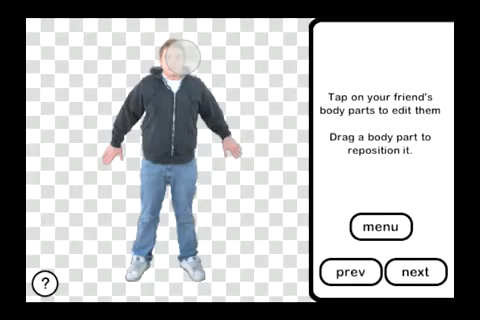 Tap on your friend's
body parts to edit them
Drag a body part to
reposition it.
menu
prev
next
?